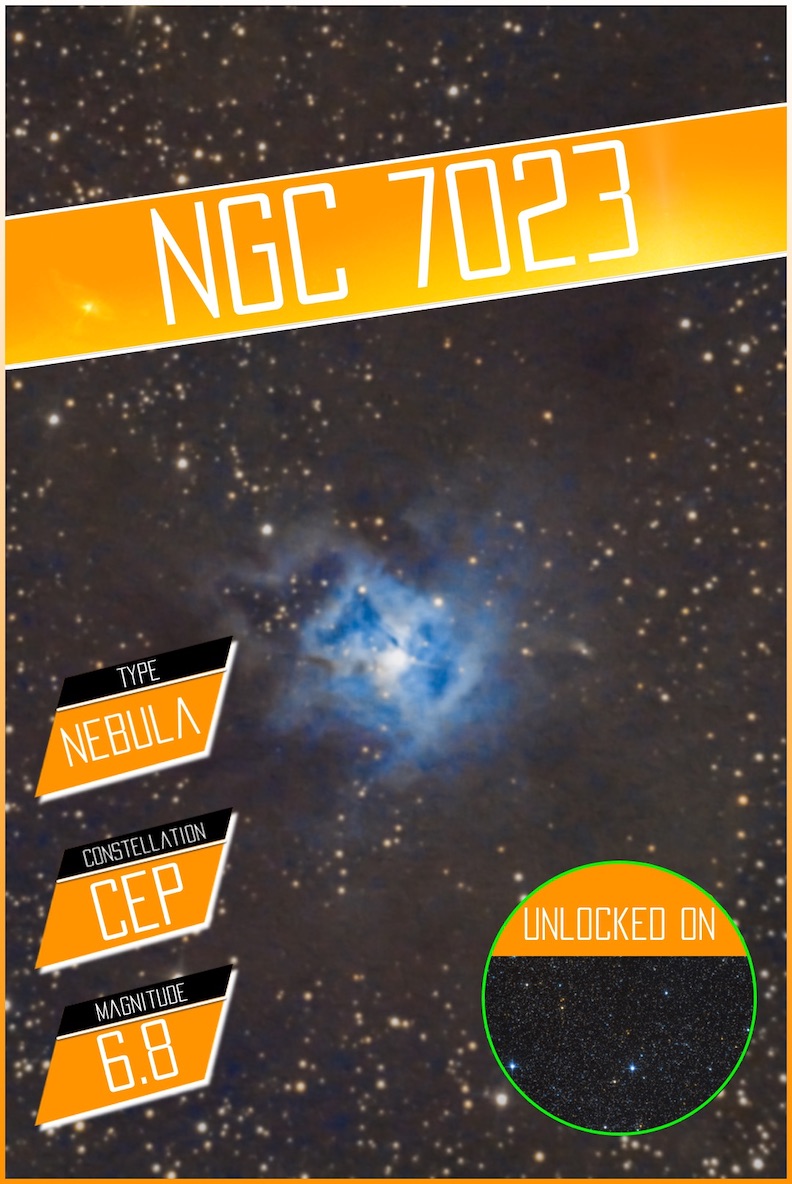 NGC 7023
TYPE
NEBULA
CONSTELLATION
CEP
MAGNITUDE
6.8
UNLOCKED ON